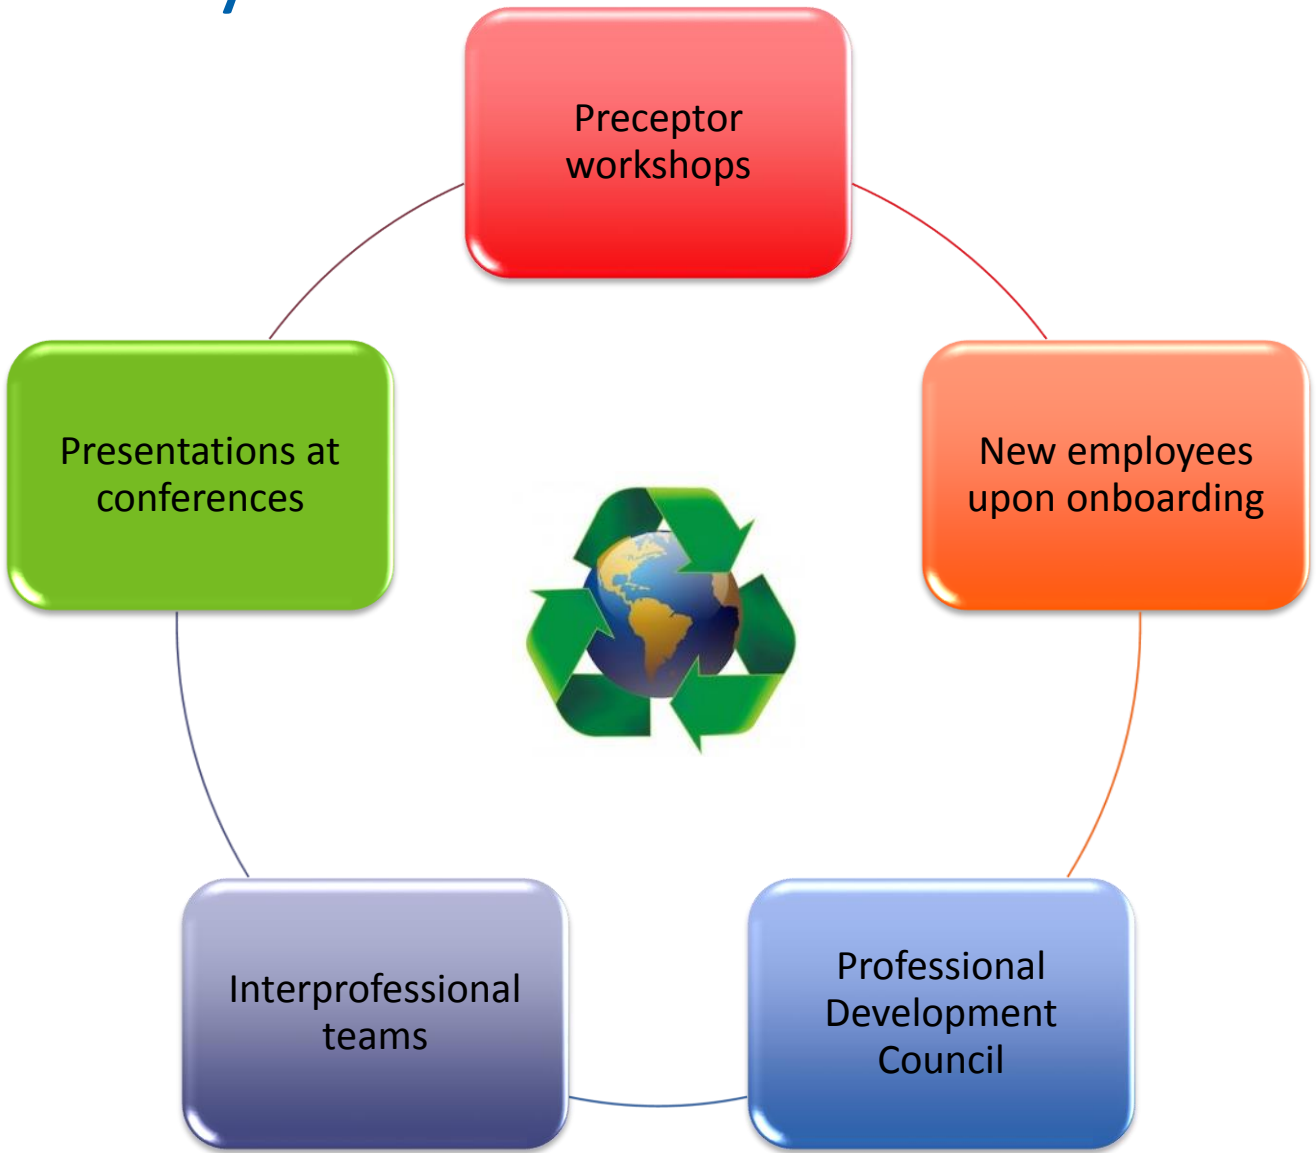 Preceptor
workshops
New employees
upon onboarding
Professional
Development
Council
Interprofessional
teams
Presentations at
conferences